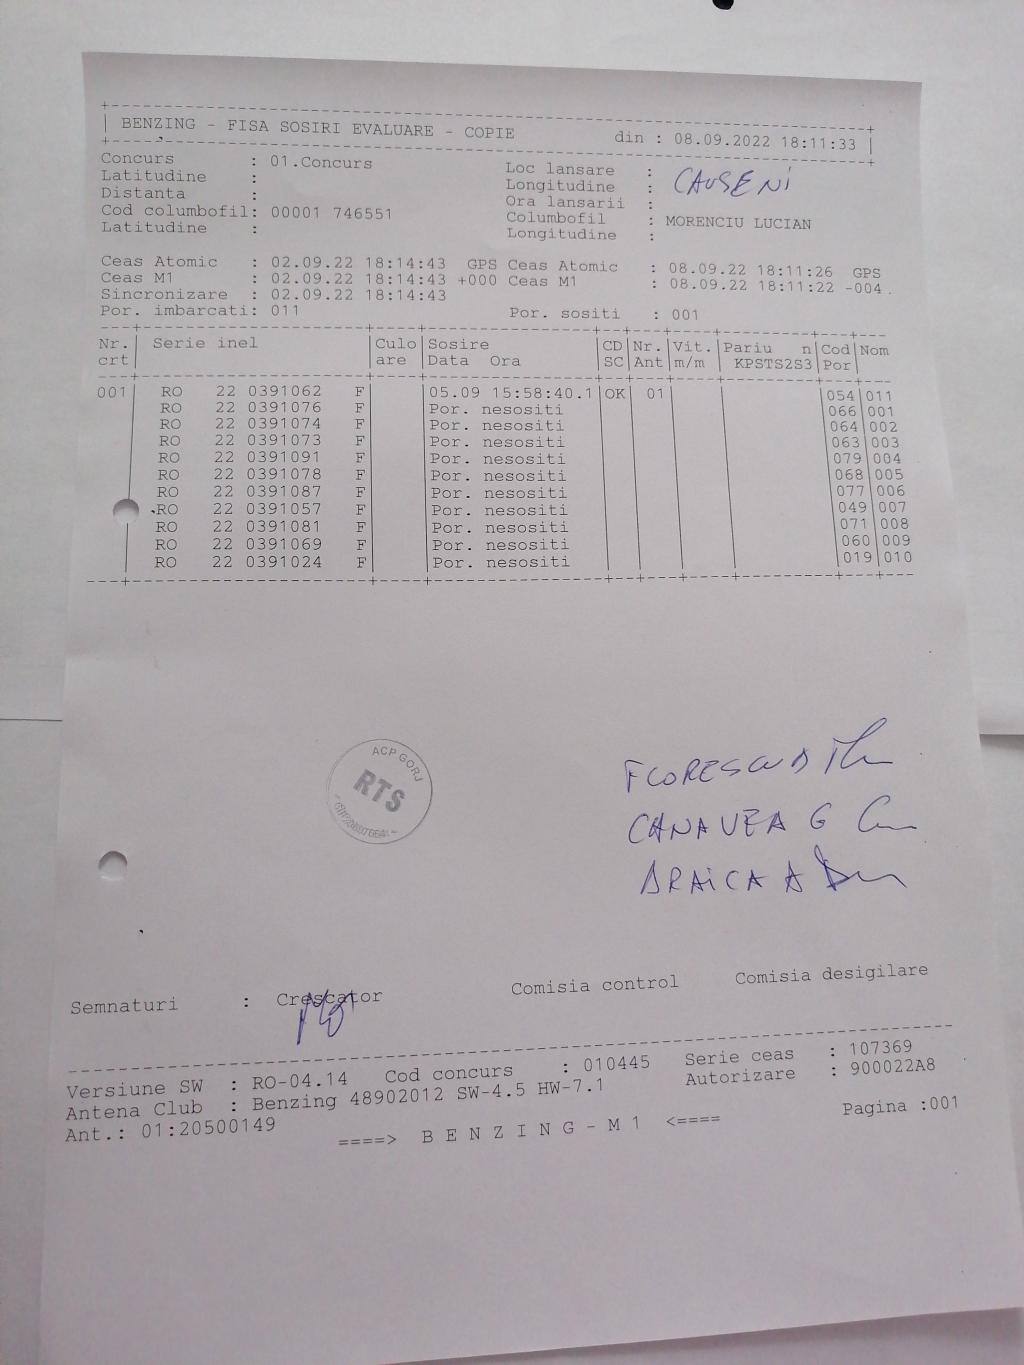 BENZING - FISA SOSIRI EVALUARE - COPIE din : 08.09.2022 18:11:33
Concurs : 01.Concurs Loc lansare : CAUSENI
Latitudine : Longitudine :
Distanta : Ora lansarii :
Cod columbofil: 00001 746551 Columbofil : MORENCIU LUCIAN
Latitudine : Longitudine :
Ceas Atomic : 02.09.22 18:14:43 GPS Ceas Atomic : 08.09.22 18:11:26 GPS
Ceas M1 : 02.09.22 18:14:43 +000 Ceas M1 : 08.09.22 18:11:22 -004
Sincronizare : 02.09.22 18:14:43
Por. imbarcati: 011 Por. sositi : 001
Nr. Serie inel Culo Sosire CD Nr. Vit. Pariu n Cod Nom
crt are Data Ora SC Ant m/m KPSTS2S3 Por
001 RO 22 0391062 F 05.09 15:58:40.1 OK 01 054 011
RO 22 0391076 F Por. nesositi 066 001
RO 22 0391074 F Por. nesositi 064 002
RO 22 0391073 F Por. nesositi 063 003
RO 22 0391091 F Por. nesositi 079 004
RO 22 0391078 F Por. nesositi 068 005
RO 22 0391087 F Por. nesositi 077 006
RO 22 0391057 F Por. nesositi 049 007
RO 22 0391081 F Por. nesositi 071 008
RO 22 0391069 F Por. nesositi 060 009
RO 22 0391024 F Por. nesositi 019 010
ACP GORJ
RTS
FLORESCU D
CANAVEA G
BRAICA A
Semnaturi : Crescator Comisia control Comisia desigilare
Versiune SW : RO-04.14 Cod concurs : 010445 Serie ceas : 107369
Antena Club : Benzing 48902012 SW-4.5 HW-7.1 Autorizare : 900022A8
Ant.: 01:20500149 ====> B E N Z I N G - M 1 <==== Pagina :001